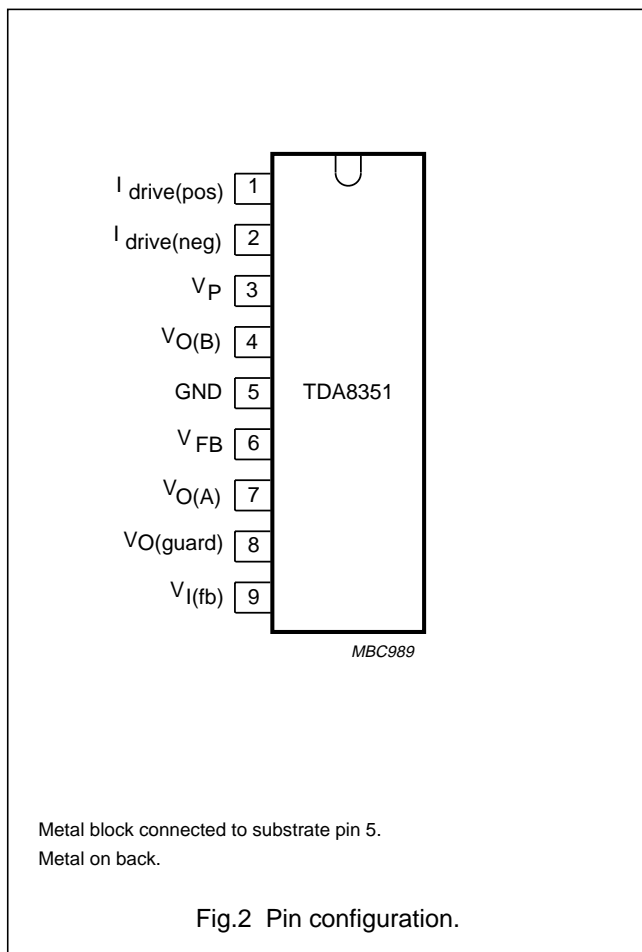 I drive(pos) 1
I drive(neg) 2
VP 3
VO(B) 4
GND 5
TDA8351
V FB 6
VO(A) 7
VO(guard) 8
VI(fb) 9
MBC989
Metal block connected to substrate pin 5.
Metal on back.
Fig.2 Pin configuration.